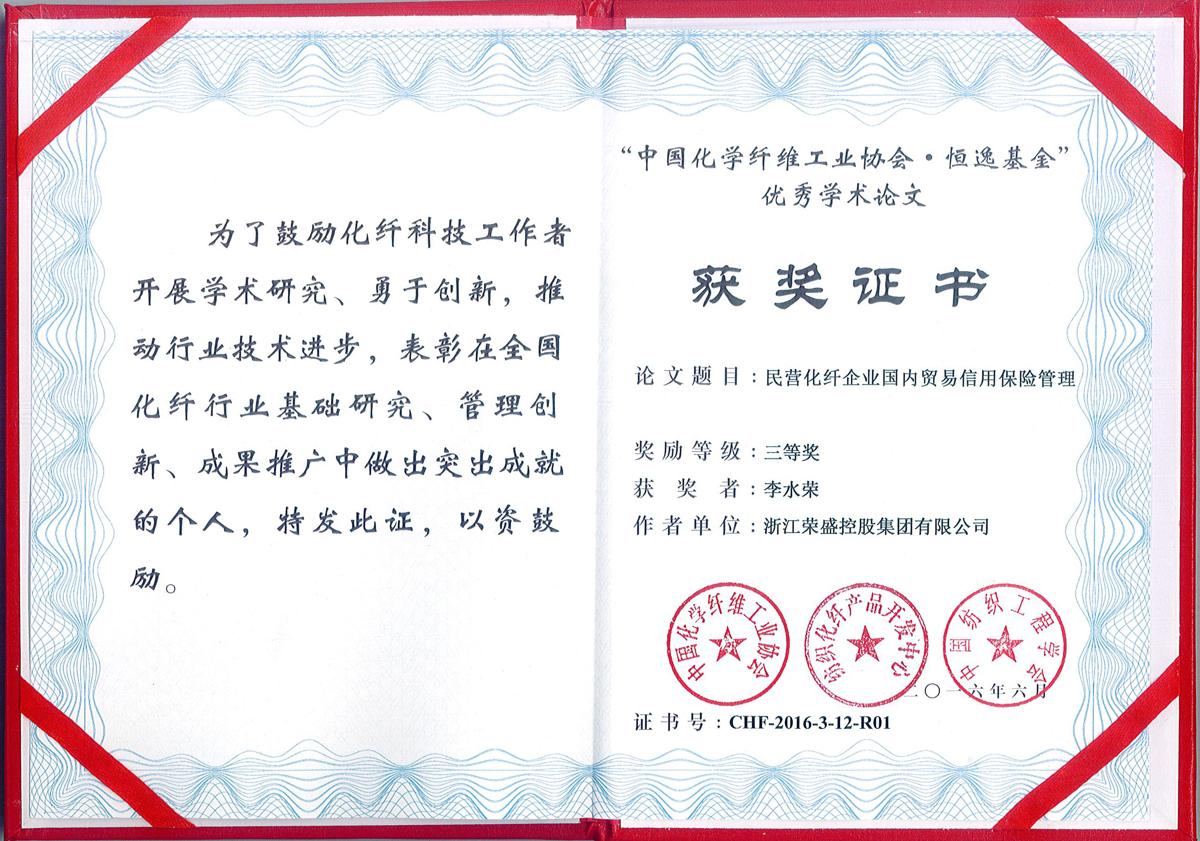 为了鼓励化纤科技工作者
开展学术研究、勇于创新，推
动行业技术进步，表彰在全国
化纤行业基础研究、管理创
新、成果推广中做出突出成就
的个人，特发此证，以资鼓
励。
“中国化学纤维工业协会·恒逸基金”
优秀学术论文
获奖证书
论文题目：民营化纤企业国内贸易信用保险管理
奖励等级：三等奖
获奖者：李水荣
作者单位：浙江荣盛控股集团有限公司
中国化学纤维工业协会
纺织化纤产品开发中心
中国纺织工程学会
二〇一六年六月
证书号：CHF-2016-3-12-R01